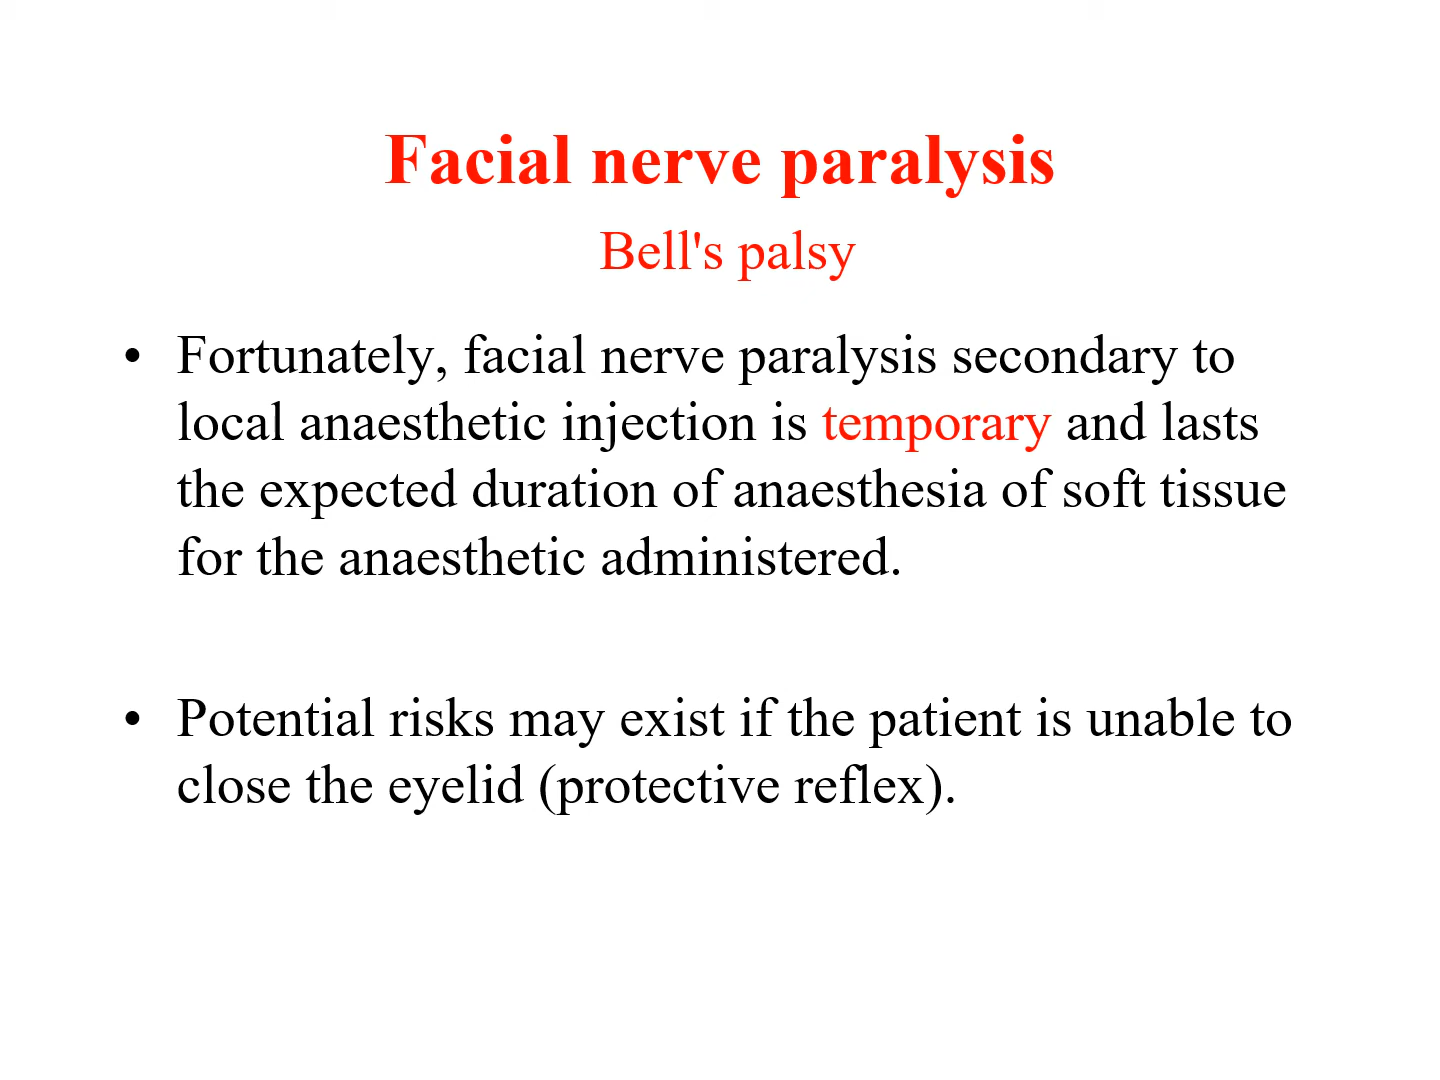 Facial nerve paralysis
Bell's palsy
• Fortunately, facial nerve paralysis secondary to
local anaesthetic injection is temporary and lasts
the expected duration of anaesthesia of soft tissue
for the anaesthetic administered.
• Potential risks may exist if the patient is unable to
close the eyelid (protective reflex).